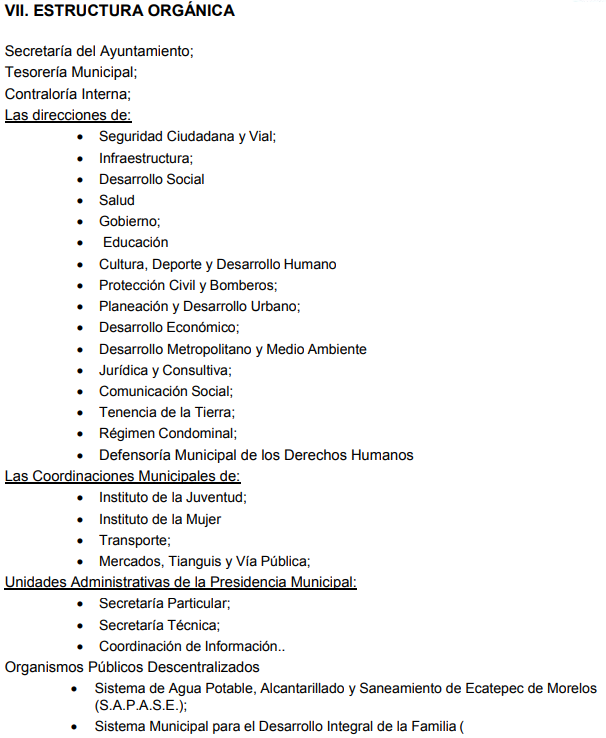 VII. ESTRUCTURA ORGÁNICA
Secretaría del Ayuntamiento;
Tesorería Municipal;
Contraloría Interna;
Las direcciones de:
• Seguridad Ciudadana y Vial;
• Infraestructura;
• Desarrollo Social
• Salud
• Gobierno;
• Educación
• Cultura, Deporte y Desarrollo Humano
• Protección Civil y Bomberos;
• Planeación y Desarrollo Urbano;
• Desarrollo Económico;
• Desarrollo Metropolitano y Medio Ambiente
• Jurídica y Consultiva;
• Comunicación Social;
• Tenencia de la Tierra;
• Régimen Condominal;
• Defensoría Municipal de los Derechos Humanos
Las Coordinaciones Municipales de:
• Instituto de la Juventud;
• Instituto de la Mujer
• Transporte;
• Mercados, Tianguis y Vía Pública;
Unidades Administrativas de la Presidencia Municipal:
• Secretaría Particular;
• Secretaría Técnica;
• Coordinación de Información..
Organismos Públicos Descentralizados
• Sistema de Agua Potable, Alcantarillado y Saneamiento de Ecatepec de Morelos
(S.A.P.A.S.E.);
• Sistema Municipal para el Desarrollo Integral de la Familia (